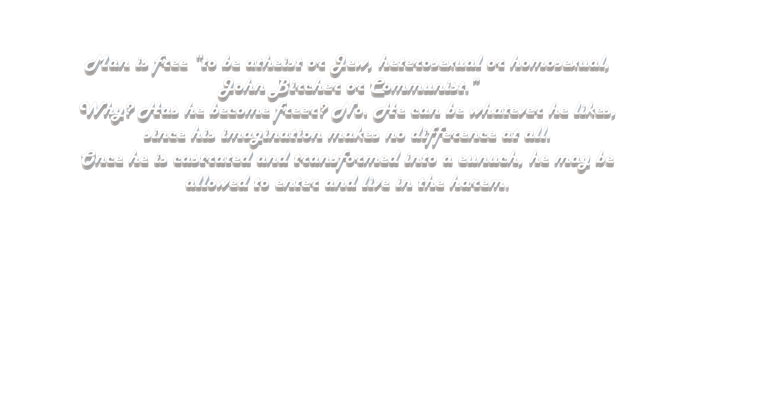 Man is free "to be atheist or Jew, heterosexual or homosexual,
John Bircher or Communist."
Why? Has he become freer? No. He can be whatever he likes,
since his imagination makes no difference at all.
Once he is castrated and transformed into a eunuch, he may be
allowed to enter and live in the harem.